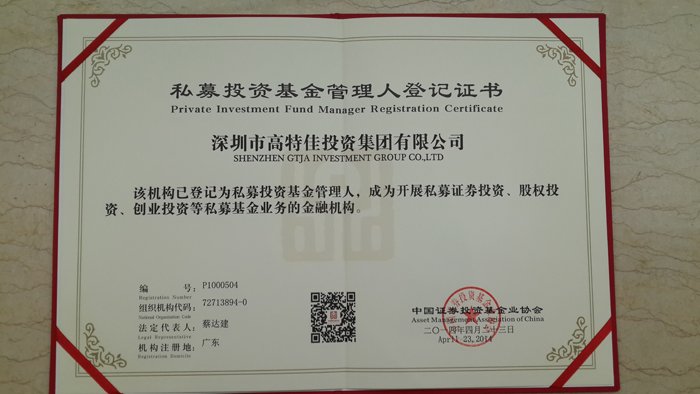 私募投资基金管理人登记证书
Private Investment Fund Manager Registration Certificate
深圳市高特佳投资集团有限公司
SHENZHEN GTJA INVESTMENT GROUP CO.,LTD
该机构已登记为私募投资基金管理人，成为开展私募证券投资、股权投
资、创业投资等私募基金业务的金融机构。
编 号: P1000504
Registration Number
组织机构代码: 72713894-0
National Organization Code
法定代表人: 蔡达建
Legal Representative
机构注册地: 广东
Registration Domicile
中国证券投资基金业协会
Asset Management Association of China
二〇一四年四月二十三日
April 23,2014